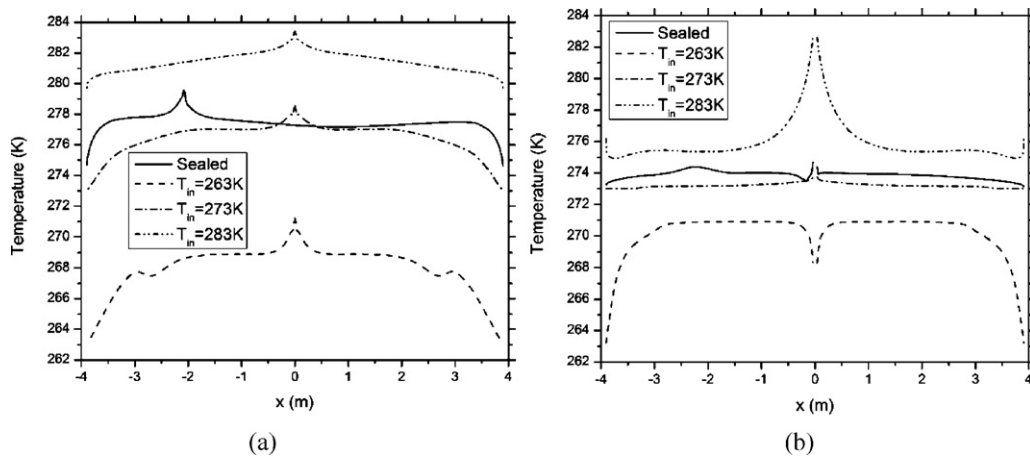 284
282
280
278
276
274
272
270
268
266
264
262
Temperature (K)
Sealed
T_in=263K
T_in=273K
T_in=283K
-4 -3 -2 -1 0 1 2 3 4
x (m)
(a)
284
282
280
278
276
274
272
270
268
266
264
262
Temperature (K)
Sealed
T_in=263K
T_in=273K
T_in=283K
-4 -3 -2 -1 0 1 2 3 4
x (m)
(b)